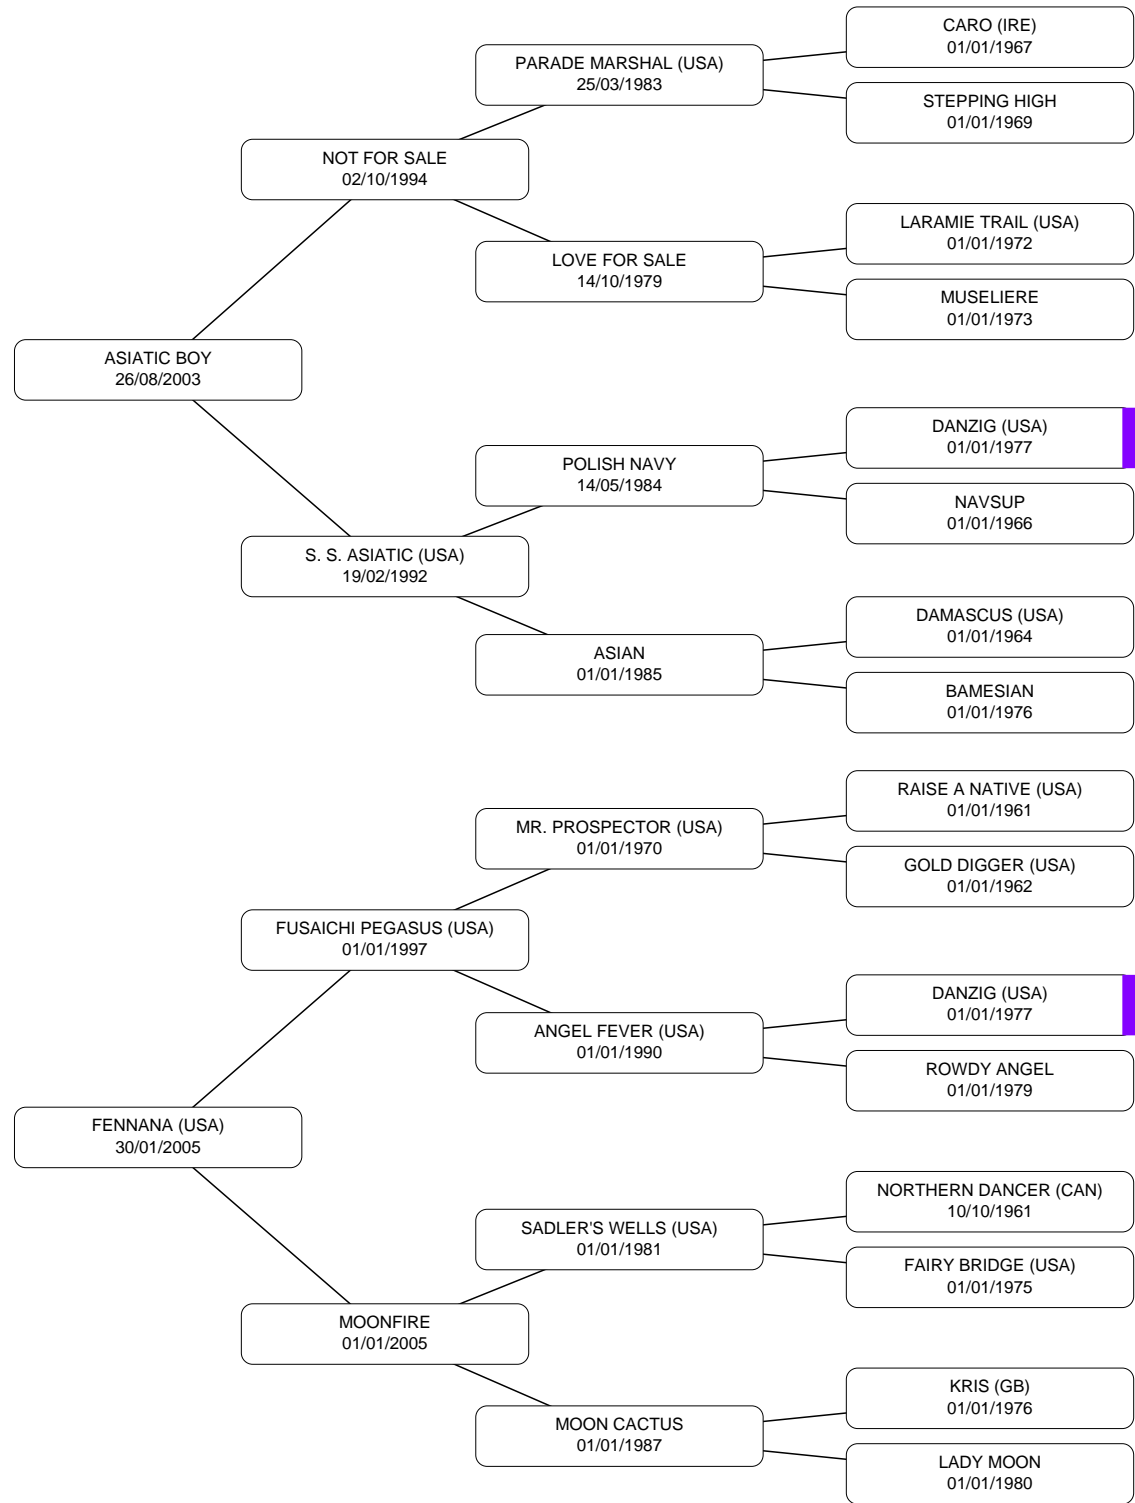 CARO (IRE)
01/01/1967
PARADE MARSHAL (USA)
25/03/1983
STEPPING HIGH
01/01/1969
NOT FOR SALE
02/10/1994
LARAMIE TRAIL (USA)
01/01/1972
LOVE FOR SALE
14/10/1979
MUSELIERE
01/01/1973
ASIATIC BOY
26/08/2003
DANZIG (USA)
01/01/1977
POLISH NAVY
14/05/1984
NAVSUP
01/01/1966
S. S. ASIATIC (USA)
19/02/1992
DAMASCUS (USA)
01/01/1964
ASIAN
01/01/1985
BAMESIAN
01/01/1976
RAISE A NATIVE (USA)
01/01/1961
MR. PROSPECTOR (USA)
01/01/1970
GOLD DIGGER (USA)
01/01/1962
FUSAICHI PEGASUS (USA)
01/01/1997
DANZIG (USA)
01/01/1977
ANGEL FEVER (USA)
01/01/1990
ROWDY ANGEL
01/01/1979
FENNANA (USA)
30/01/2005
NORTHERN DANCER (CAN)
10/10/1961
SADLER'S WELLS (USA)
01/01/1981
FAIRY BRIDGE (USA)
01/01/1975
MOONFIRE
01/01/2005
KRIS (GB)
01/01/1976
MOON CACTUS
01/01/1987
LADY MOON
01/01/1980